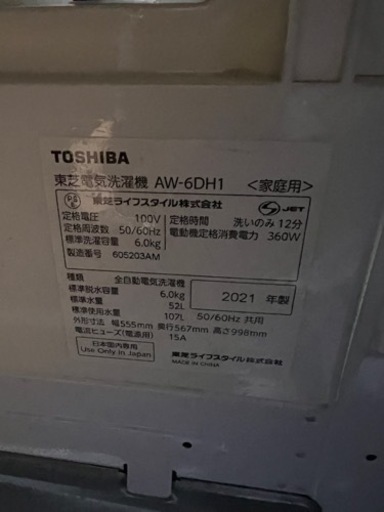 TOSHIBA
東芝電気洗濯機 AW-6DH1 <家庭用>
PS E 東芝ライフスタイル株式会社 S JET
定格電圧 100V 定格時間 洗いのみ 12分
定格周波数 50/60Hz 電動機定格消費電力 360W
標準洗濯容量 6.0kg
製造番号 605203AM
種類 全自動電気洗濯機
標準脱水容量 6.0kg 2021 年製
標準水量 52L
標準使用水量 107L 50/60Hz 共用
外形寸法 幅555mm 奥行567mm 高さ998mm
電流ヒューズ(電源用) 15A
日本国内専用
Use Only in Japan
東芝ライフスタイル株式会社
MADE IN CHINA